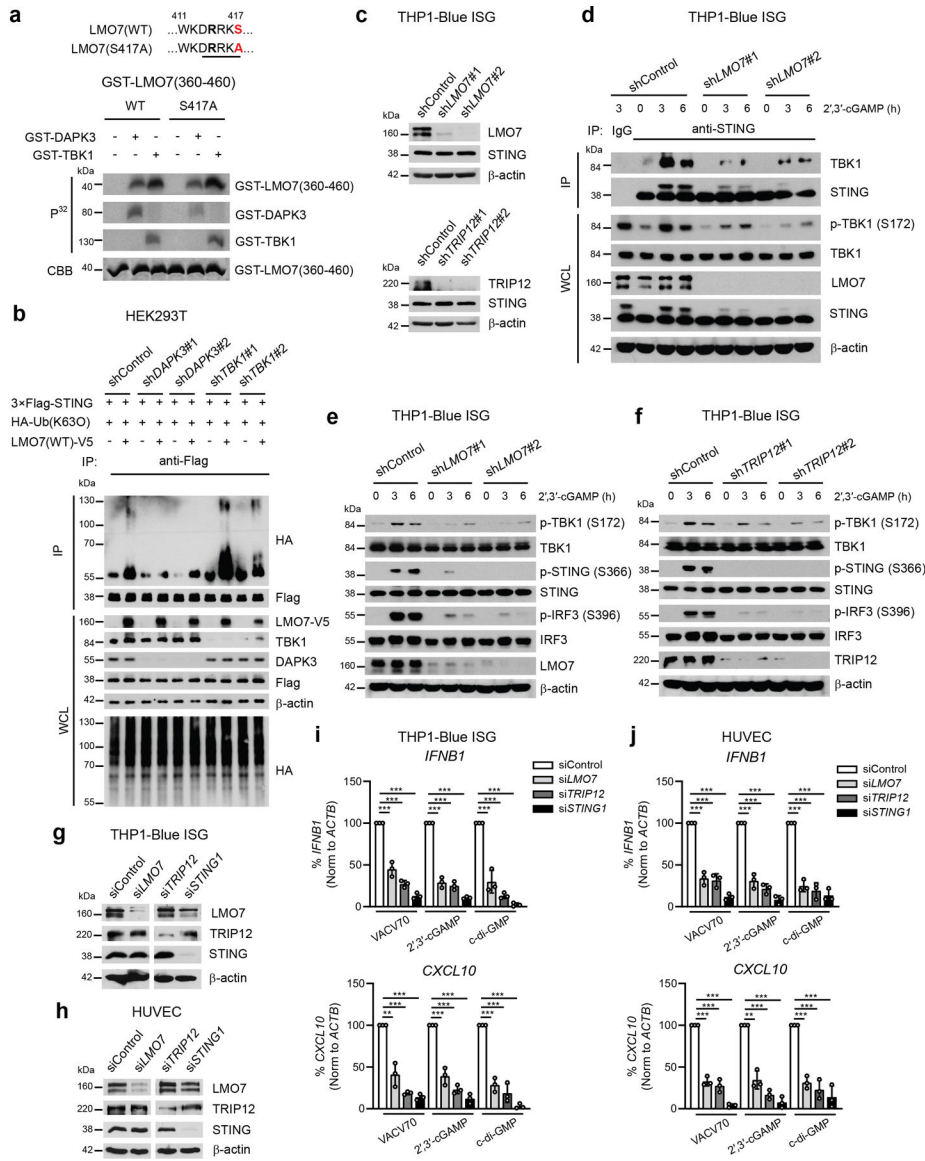 a
411 417
LMO7(WT) ...WKDRRKS...
LMO7(S417A) ...WKDRRKA...
GST-LMO7(360-460)
WT S417A
GST-DAPK3 - + - - + -
GST-TBK1 - - + - - +
kDa
P32
40 GST-LMO7(360-460)
80 GST-DAPK3
130 GST-TBK1
CBB 40 GST-LMO7(360-460)
b
HEK293T
shControl shDAPK3#1 shDAPK3#2 shTBK1#1 shTBK1#2
3×Flag-STING + + + + + + + + + +
HA-Ub(K63O) + + + + + + + + + +
LMO7(WT)-V5 - + - + - + - + - +
IP: anti-Flag
kDa
IP
130
100
70
55
HA
38 Flag
WCL
160 LMO7-V5
84 TBK1
55 DAPK3
38 Flag
42 β-actin
130
100
70
55
HA
c
THP1-Blue ISG
shControl shLMO7#1 shLMO7#2
kDa
160 LMO7
38 STING
42 β-actin
shControl shTRIP12#1 shTRIP12#2
kDa
220 TRIP12
38 STING
42 β-actin
d
THP1-Blue ISG
shControl shLMO7#1 shLMO7#2
3 0 3 6 0 3 6 0 3 6 2′,3′-cGAMP (h)
IP: IgG anti-STING
kDa
IP
84 TBK1
38 STING
WCL
84 p-TBK1 (S172)
84 TBK1
160 LMO7
38 STING
42 β-actin
e
THP1-Blue ISG
shControl shLMO7#1 shLMO7#2
0 3 6 0 3 6 0 3 6 2′,3′-cGAMP (h)
kDa
84 p-TBK1 (S172)
84 TBK1
38 p-STING (S366)
38 STING
55 p-IRF3 (S396)
55 IRF3
160 LMO7
42 β-actin
f
THP1-Blue ISG
shControl shTRIP12#1 shTRIP12#2
0 3 6 0 3 6 0 3 6 2′,3′-cGAMP (h)
kDa
84 p-TBK1 (S172)
84 TBK1
38 p-STING (S366)
38 STING
55 p-IRF3 (S396)
55 IRF3
220 TRIP12
42 β-actin
g
THP1-Blue ISG
siControl siLMO7 siTRIP12 siSTING1
kDa
160 LMO7
220 TRIP12
38 STING
42 β-actin
h
HUVEC
siControl siLMO7 siTRIP12 siSTING1
kDa
160 LMO7
220 TRIP12
38 STING
42 β-actin
i
THP1-Blue ISG
IFNB1
siControl
siLMO7
siTRIP12
siSTING1
% IFNB1
(Norm to ACTB)
100
50
0
*** *** ***
*** *** ***
*** *** ***
VACV70 2′,3′-cGAMP c-di-GMP
CXCL10
% CXCL10
(Norm to ACTB)
100
50
0
*** *** ***
*** *** ***
** *** ***
VACV70 2′,3′-cGAMP c-di-GMP
j
HUVEC
IFNB1
siControl
siLMO7
siTRIP12
siSTING1
% IFNB1
(Norm to ACTB)
100
50
0
*** *** ***
*** *** ***
*** *** ***
VACV70 2′,3′-cGAMP c-di-GMP
CXCL10
% CXCL10
(Norm to ACTB)
100
50
0
*** *** ***
*** *** ***
*** ** ***
VACV70 2′,3′-cGAMP c-di-GMP